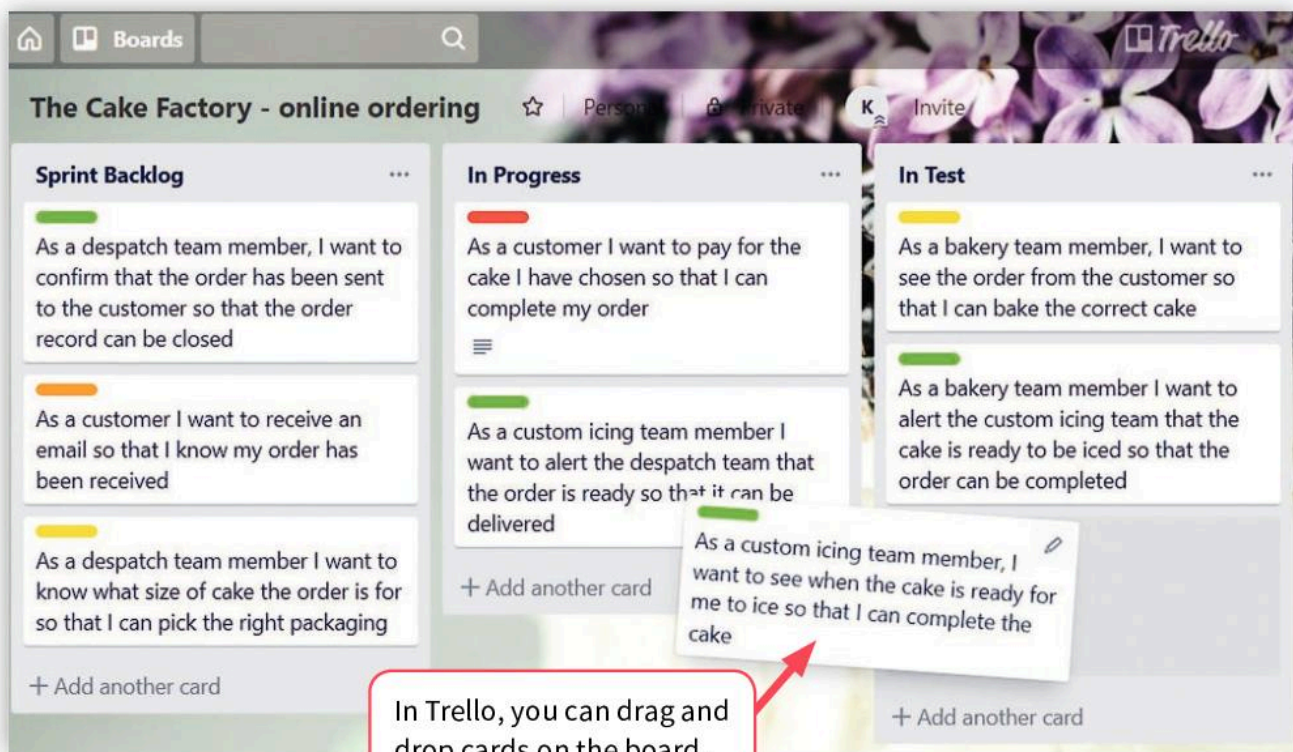 Boards
Trello
The Cake Factory - online ordering
Personal
Private
K
Invite
Sprint Backlog
As a despatch team member, I want to
confirm that the order has been sent
to the customer so that the order
record can be closed
As a customer I want to receive an
email so that I know my order has
been received
As a despatch team member I want to
know what size of cake the order is for
so that I can pick the right packaging
+ Add another card
In Progress
As a customer I want to pay for the
cake I have chosen so that I can
complete my order
As a custom icing team member I
want to alert the despatch team that
the order is ready so that it can be
delivered
+ Add another card
As a custom icing team member, I
want to see when the cake is ready for
me to ice so that I can complete the
cake
In Test
As a bakery team member, I want to
see the order from the customer so
that I can bake the correct cake
As a bakery team member I want to
alert the custom icing team that the
cake is ready to be iced so that the
order can be completed
+ Add another card
In Trello, you can drag and
drop cards on the board